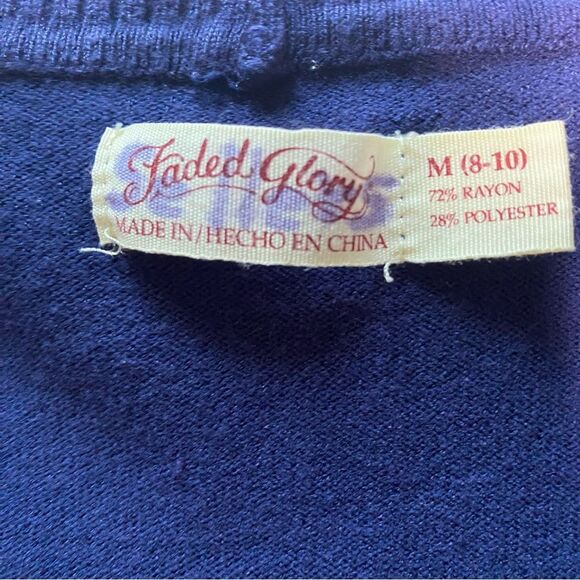 Faded Glory
MADE IN/HECHO EN CHINA
M (8-10)
72% RAYON
28% POLYESTER